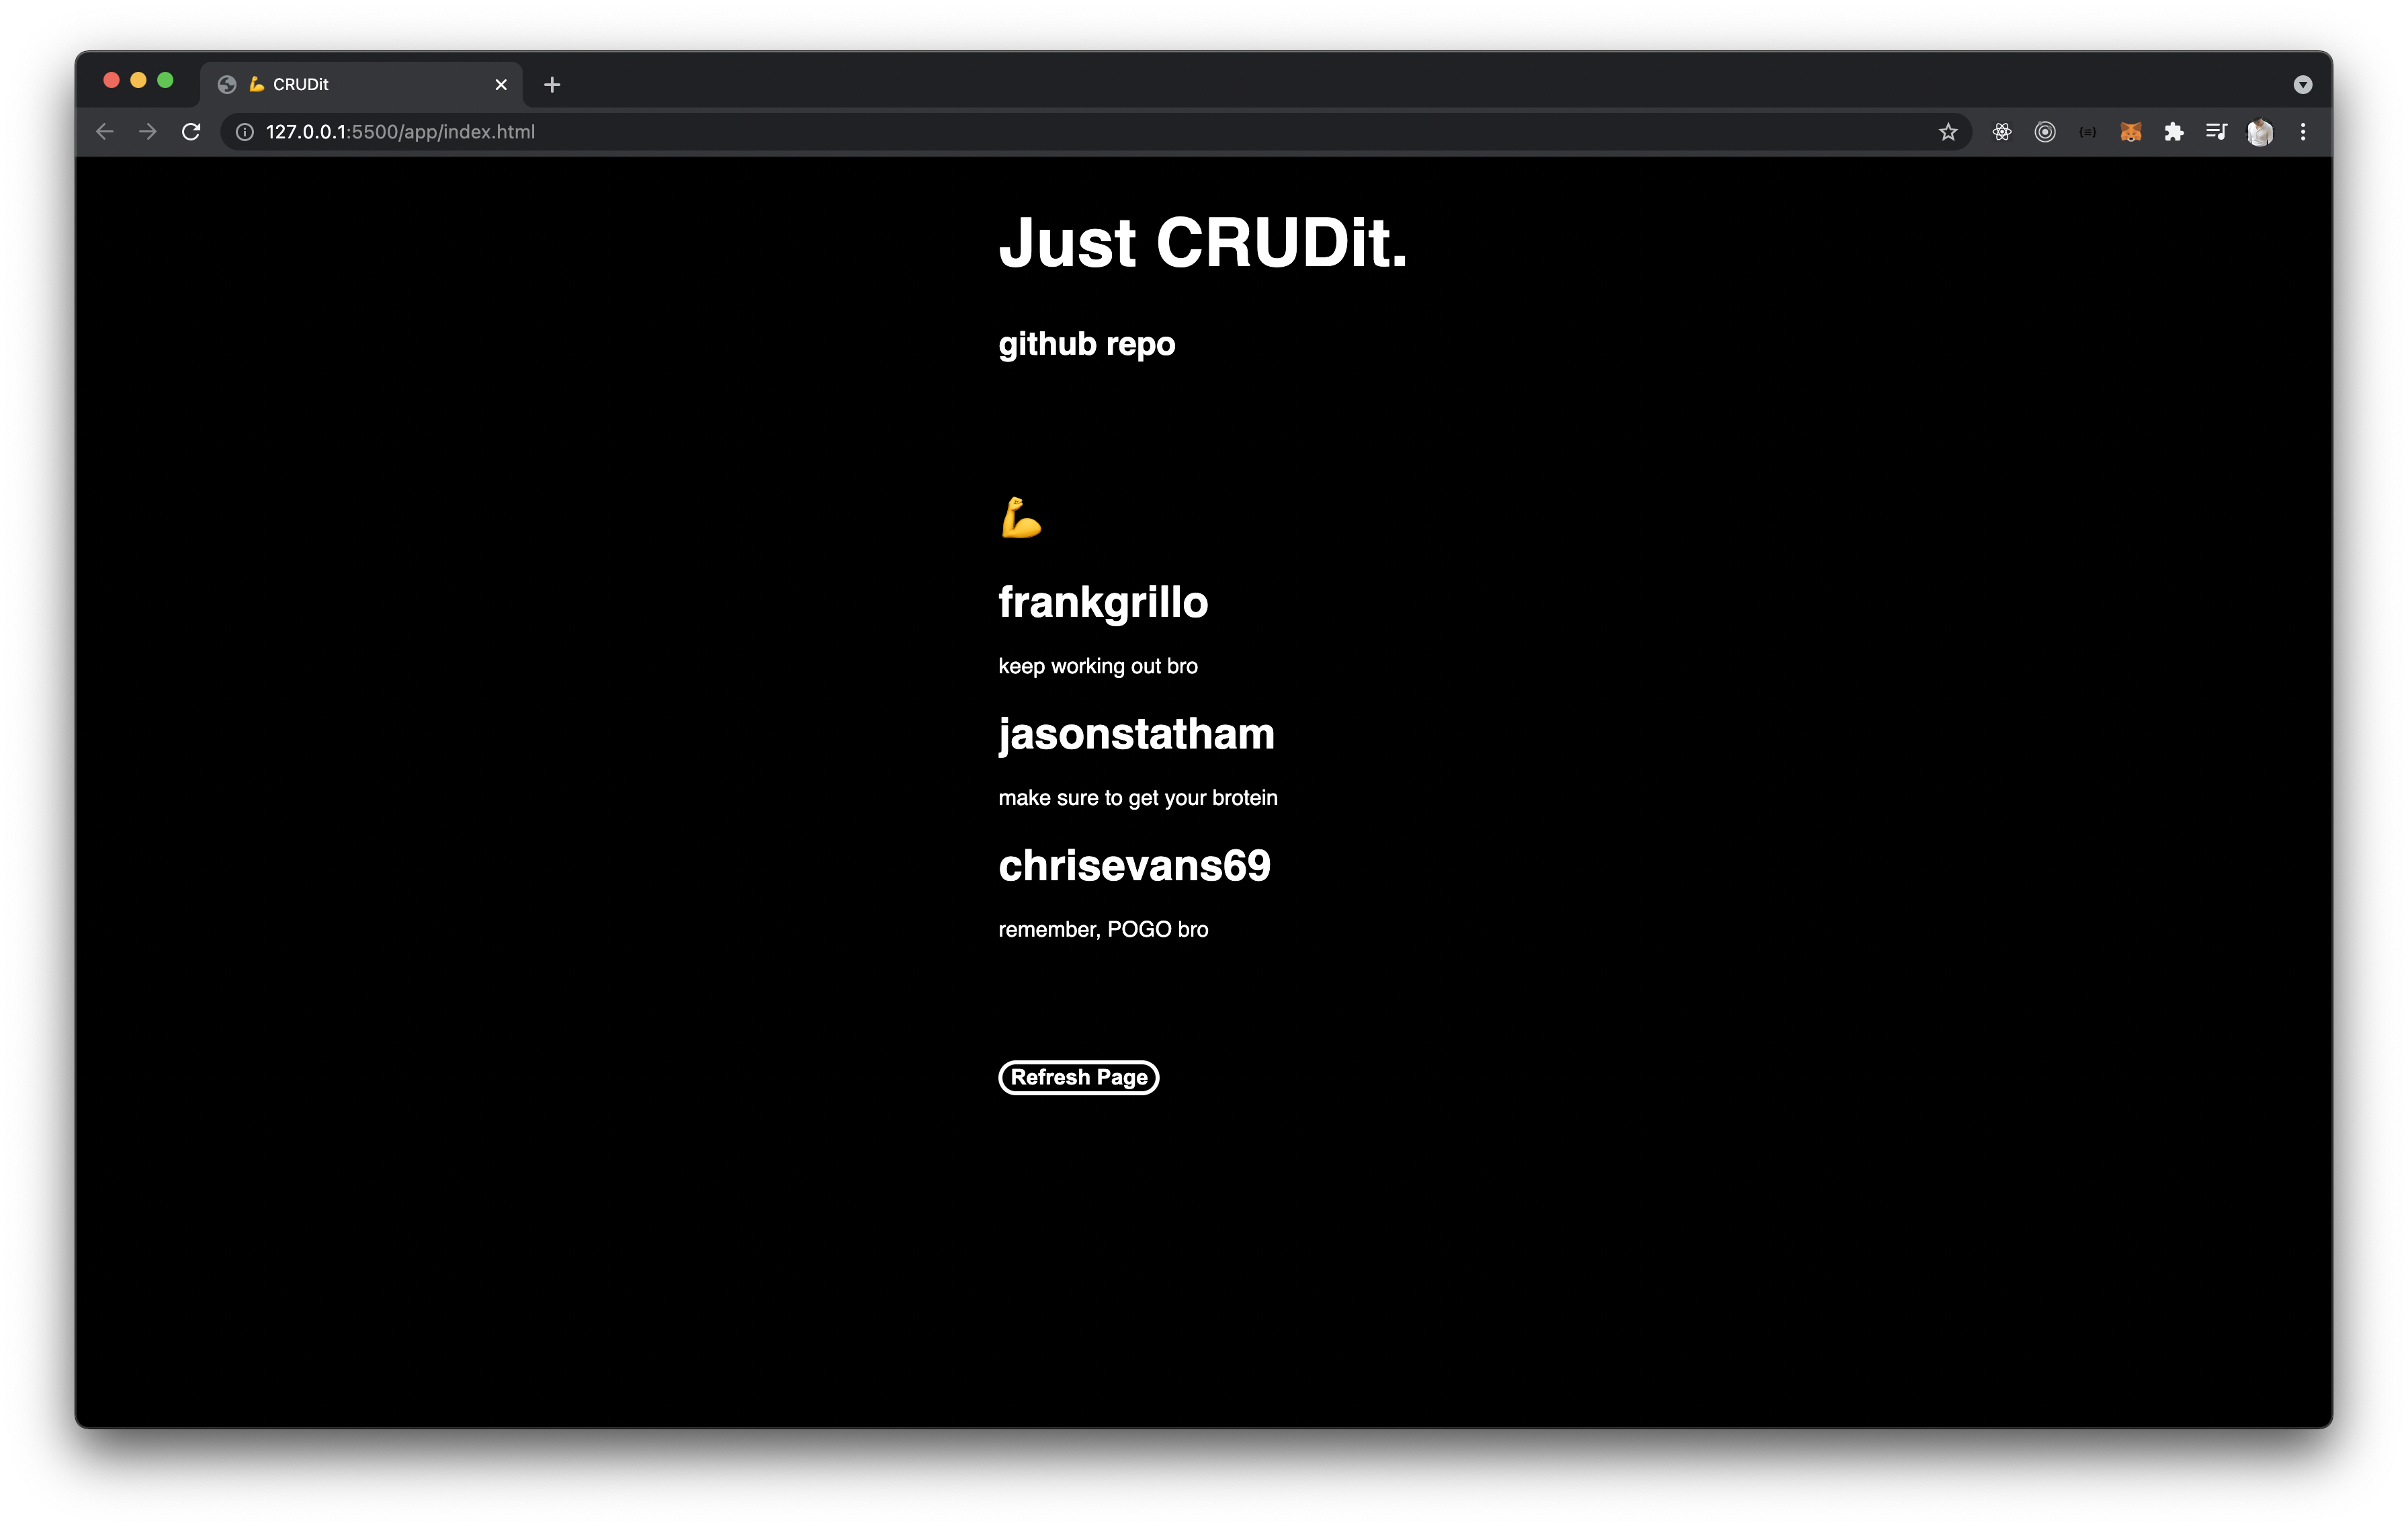 💪 CRUDit
127.0.0.1:5500/app/index.html
Just CRUDit.
github repo
💪
frankgrillo
keep working out bro
jasonstatham
make sure to get your brotein
chrisevans69
remember, POGO bro
Refresh Page